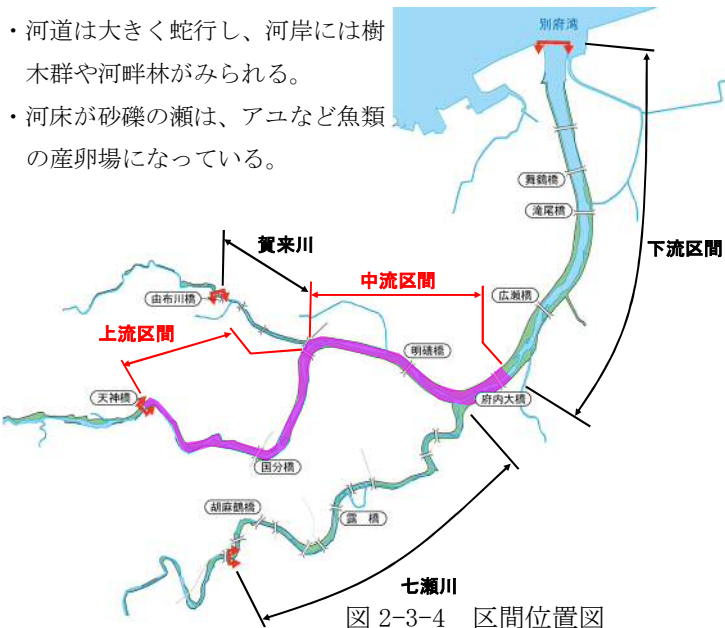 ・河道は大きく蛇行し、河岸には樹
木群や河畔林がみられる。
・河床が砂礫の瀬は、アユなど魚類
の産卵場になっている。
別府湾
舞鶴橋
滝尾橋
下流区間
賀来川
中流区間
広瀬橋
由布川橋
上流区間
明磧橋
天神橋
府内大橋
国分橋
胡麻鶴橋
露 橋
七瀬川
図 2-3-4 区間位置図